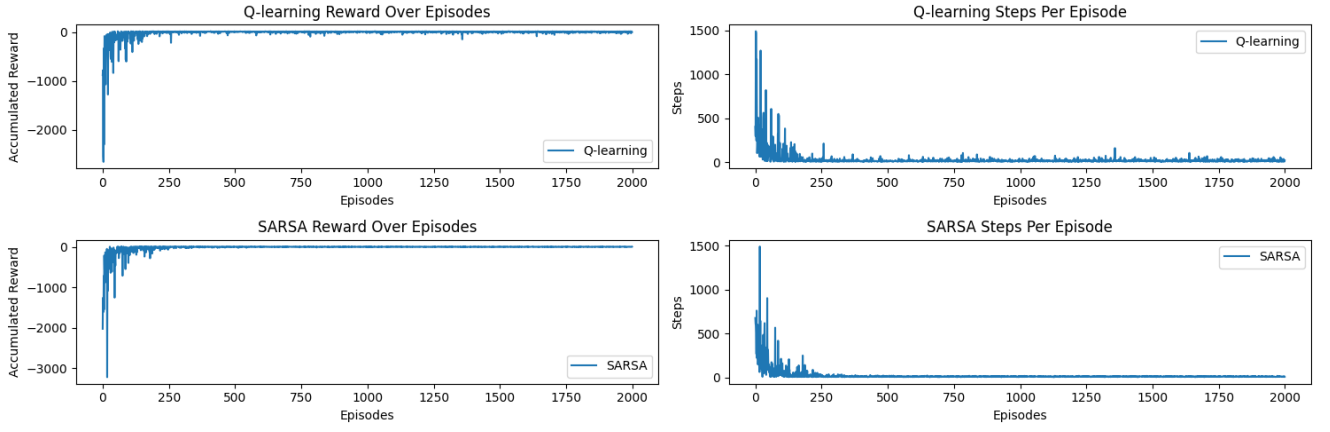 Q-learning Reward Over Episodes
Accumulated Reward
0
−1000
−2000
Q-learning
0 250 500 750 1000 1250 1500 1750 2000
Episodes
Q-learning Steps Per Episode
Steps
1500
1000
500
0
Q-learning
0 250 500 750 1000 1250 1500 1750 2000
Episodes
SARSA Reward Over Episodes
Accumulated Reward
0
−1000
−2000
−3000
SARSA
0 250 500 750 1000 1250 1500 1750 2000
Episodes
SARSA Steps Per Episode
Steps
1500
1000
500
0
SARSA
0 250 500 750 1000 1250 1500 1750 2000
Episodes